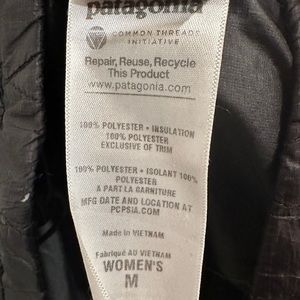 patagonia
COMMON THREADS
INITIATIVE
Repair, Reuse, Recycle
This Product
www.patagonia.com
100% POLYESTER • INSULATION
100% POLYESTER
EXCLUSIVE OF TRIM
100% POLYESTER • ISOLANT 100%
POLYESTER
A PART LA GARNITURE
MFG DATE AND LOCATION AT
PCPSIA.COM
Made in VIETNAM
Fabriqué AU VIETNAM
WOMEN'S
M